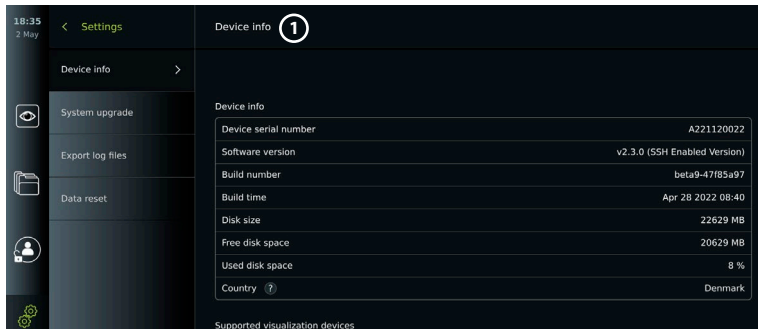 18:35
2 May
Settings
Device info
1
Device info
System upgrade
Export log files
Data reset
Device info
Device serial number A221120022
Software version v2.3.0 (SSH Enabled Version)
Build number beta9-47f85a97
Build time Apr 28 2022 08:40
Disk size 22629 MB
Free disk space 20629 MB
Used disk space 8 %
Country ? Denmark
Supported visualization devices